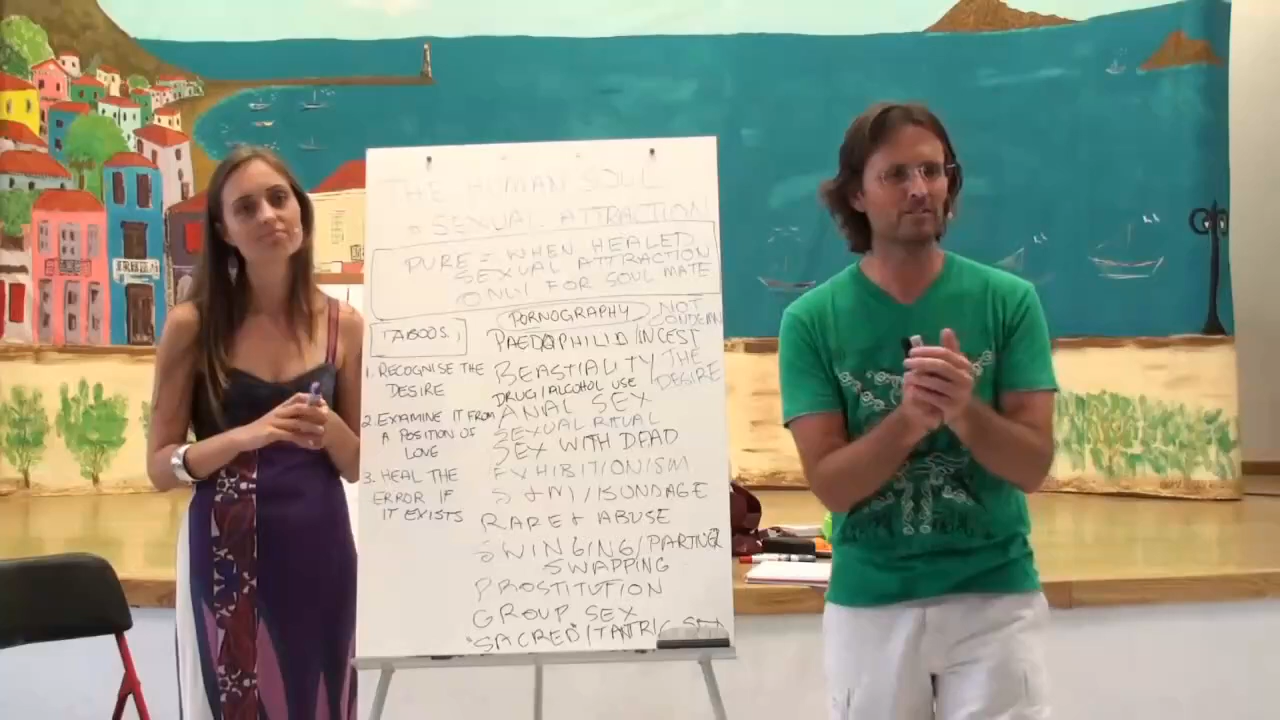 THE HUMAN SOUL
SEXUAL ATTRACTION
PURE = WHEN HEALED
SEXUAL ATTRACTION
ONLY FOR SOUL MATE
TABOOS
1. RECOGNISE THE
DESIRE
2. EXAMINE IT FROM
A POSITION OF
LOVE
3. HEAL THE
ERROR IF
IT EXISTS
PORNOGRAPHY
PAEDOPHILID/INCEST
BEASTIALITY
DRUG/ALCOHOL USE
ANAL SEX
SEXUAL RITUAL
SEX WITH DEAD
EXHIBITIONISM
S+M/BONDAGE
RAPE + ABUSE
SWINGING/PARTNER
SWAPPING
PROSTITUTION
GROUP SEX
"SACRED/TANTRIC SEX
NOT
CONDEMN
THE
DESIRE